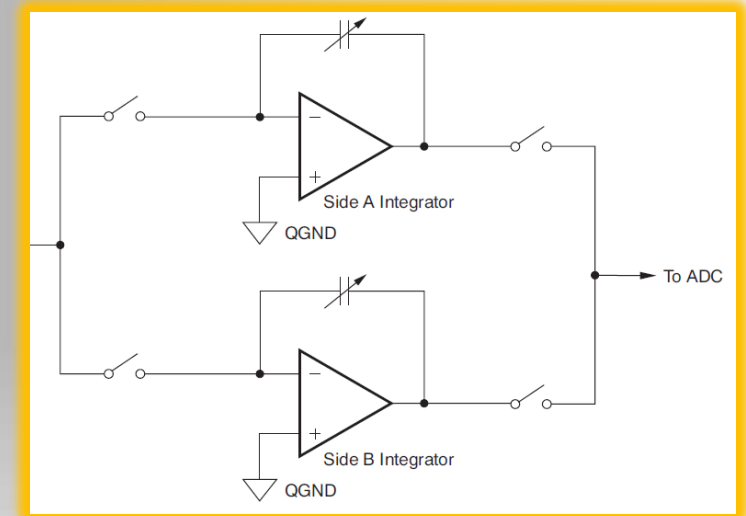 −
+
Side A Integrator
QGND
To ADC
−
+
Side B Integrator
QGND